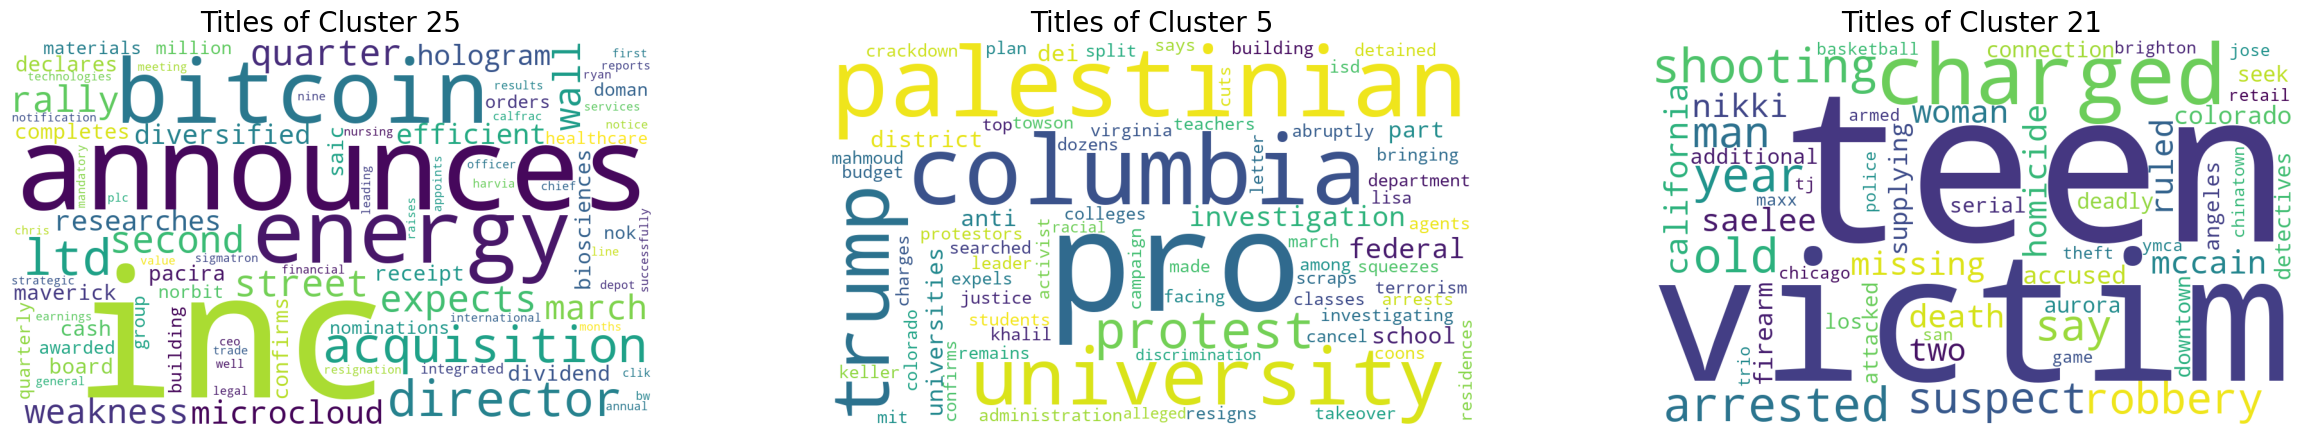 Titles of Cluster 25
materials million quarter hologram wall first
declares meeting reports
technologies bitcoin ryan
rally nine results orders doman
notification calfrac services
completes diversified nursing efficient notice
said healthcare
announces
mandatory officer
plc leading harvia chief
appoints biosciences
researches energy raises
chris second nok
ltd value sigmatron line successfully
strategic pacira street financial receipt depot
maverick norbit expects march
earnings inc nominations international months
quarterly cash group ceo
awarded building trade confirms acquisition
board well
general legal resignation integrated dividend clik
weakness microcloud director bw
annual
Titles of Cluster 5
crackdown plan dei split says building detained
palestinian isd
cuts
top towson virginia teachers abruptly part
district dozens
mahmoud columbia letter bringing
budget department
trump colleges lisa
anti racial investigation
protestors agents
searched activist march federal
leader pro made among
charges expels campaign scraps squeezes
universities justice facing classes terrorism
students protest arrests
khalil investigating
colorado remains discrimination cancel school
coons
keller university residences
confirms
mit administration alleged resigns takeover
Titles of Cluster 21
shooting basketball connection brighton jose
charged seek
nikki armed woman retail
man colorado
california additional teen
year tj police supplying serial homicide deadly ruled angeles chinatown
maxx detectives
saelee
old theft ymca
chicago missing accused mccain
victim
firearm los attacked death aurora say downtown
san
trio two game
arrested suspect robbery